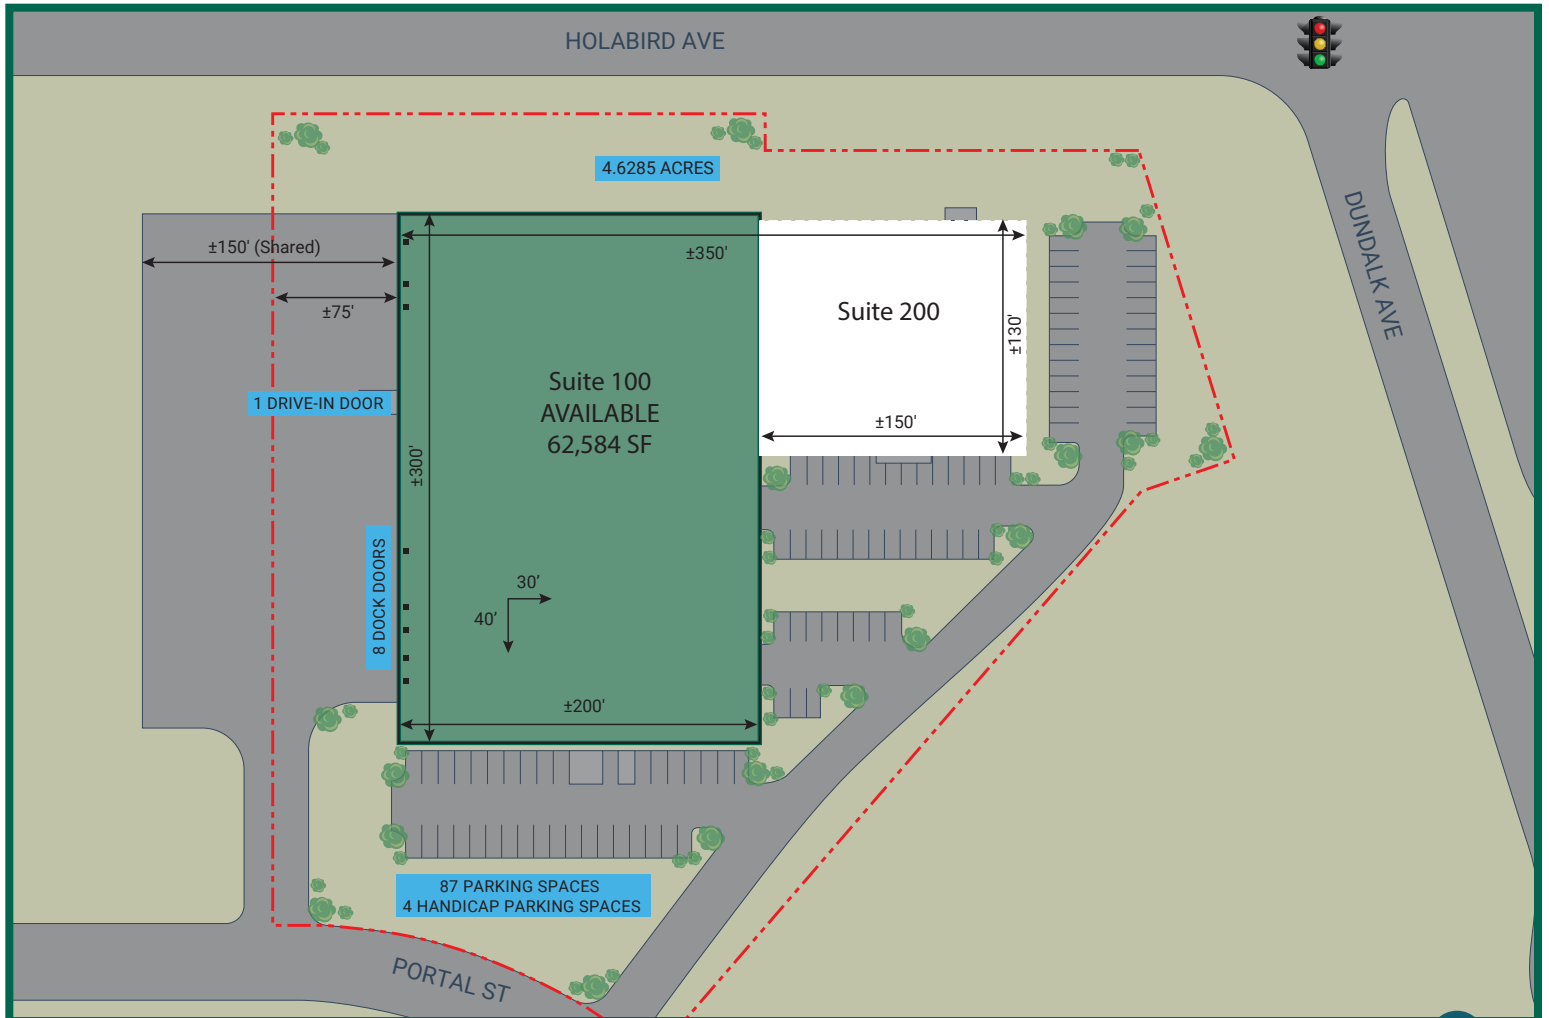 HOLABIRD AVE
4.6285 ACRES
±150' (Shared)
±350'
±75'
Suite 200
±130'
DUNDALK AVE
Suite 100
AVAILABLE
62,584 SF
1 DRIVE-IN DOOR
±150'
±300'
8 DOCK DOORS
30'
40'
±200'
87 PARKING SPACES
4 HANDICAP PARKING SPACES
PORTAL ST